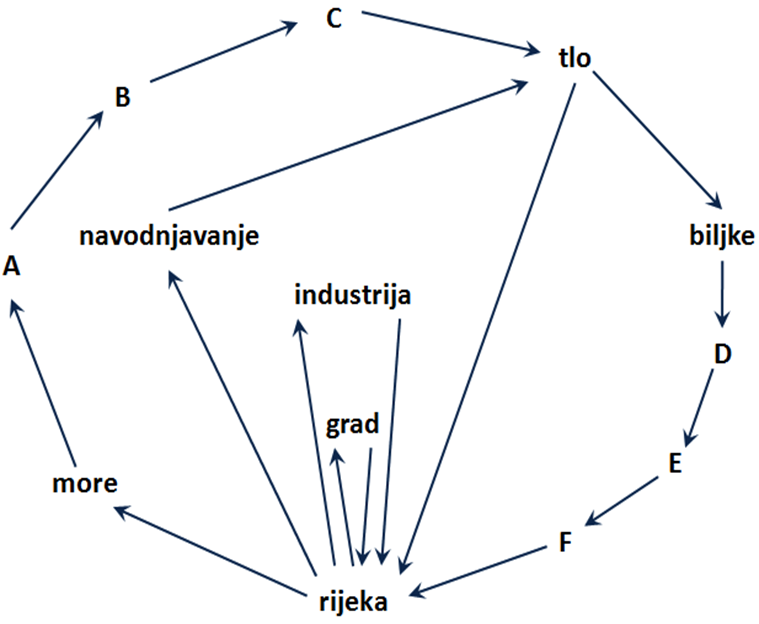 C
tlo
B
navodnjavanje
biljke
A
industrija
D
grad
E
more
F
rijeka